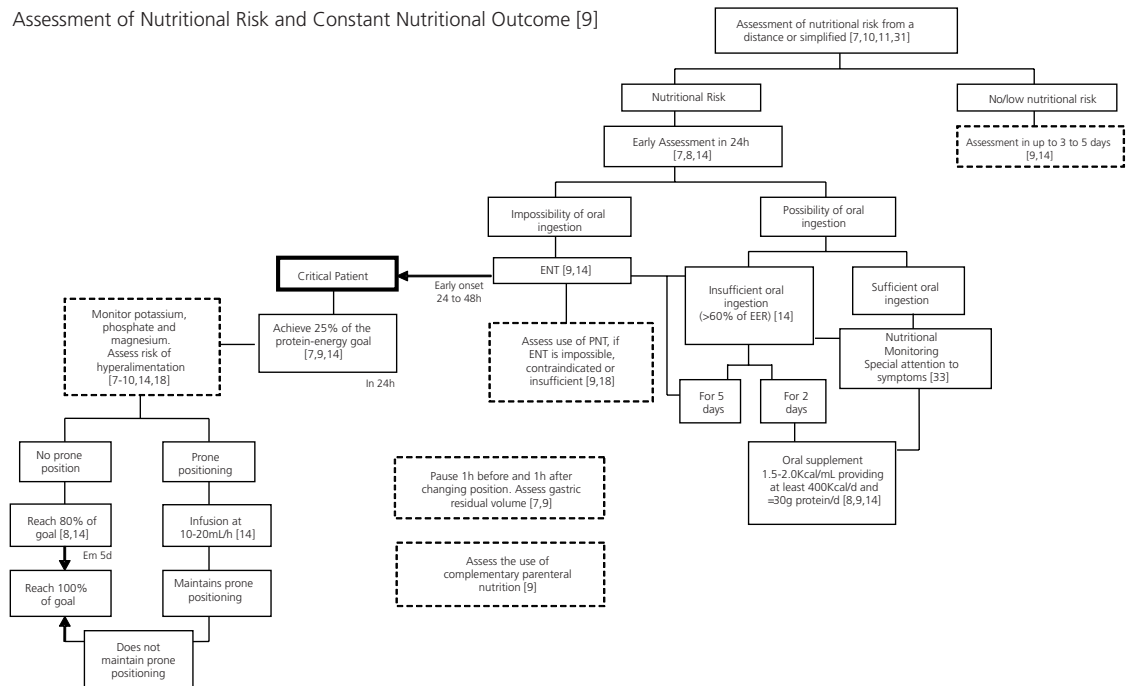 Assessment of Nutritional Risk and Constant Nutritional Outcome [9]
Assessment of nutritional risk from a
distance or simplified [7,10,11,31]
Nutritional Risk
No/low nutritional risk
Early Assessment in 24h
[7,8,14]
Assessment in up to 3 to 5 days
[9,14]
Impossibility of oral
ingestion
Possibility of oral
ingestion
Critical Patient
Early onset
24 to 48h
ENT [9,14]
Insufficient oral
ingestion
(>60% of EER) [14]
Sufficient oral
ingestion
Monitor potassium,
phosphate and
magnesium.
Assess risk of
hyperalimentation
[7-10,14,18]
Achieve 25% of the
protein-energy goal
[7,9,14]
In 24h
Assess use of PNT, if
ENT is impossible,
contraindicated or
insufficient [9,18]
Nutritional
Monitoring
Special attention to
symptoms [33]
For 5
days
For 2
days
No prone
position
Prone
positioning
Pause 1h before and 1h after
changing position. Assess gastric
residual volume [7,9]
Oral supplement
1.5-2.0Kcal/mL providing
at least 400Kcal/d and
=30g protein/d [8,9,14]
Reach 80% of
goal [8,14]
Infusion at
10-20mL/h [14]
Em 5d
Assess the use of
complementary parenteral
nutrition [9]
Reach 100%
of goal
Maintains prone
positioning
Does not
maintain prone
positioning